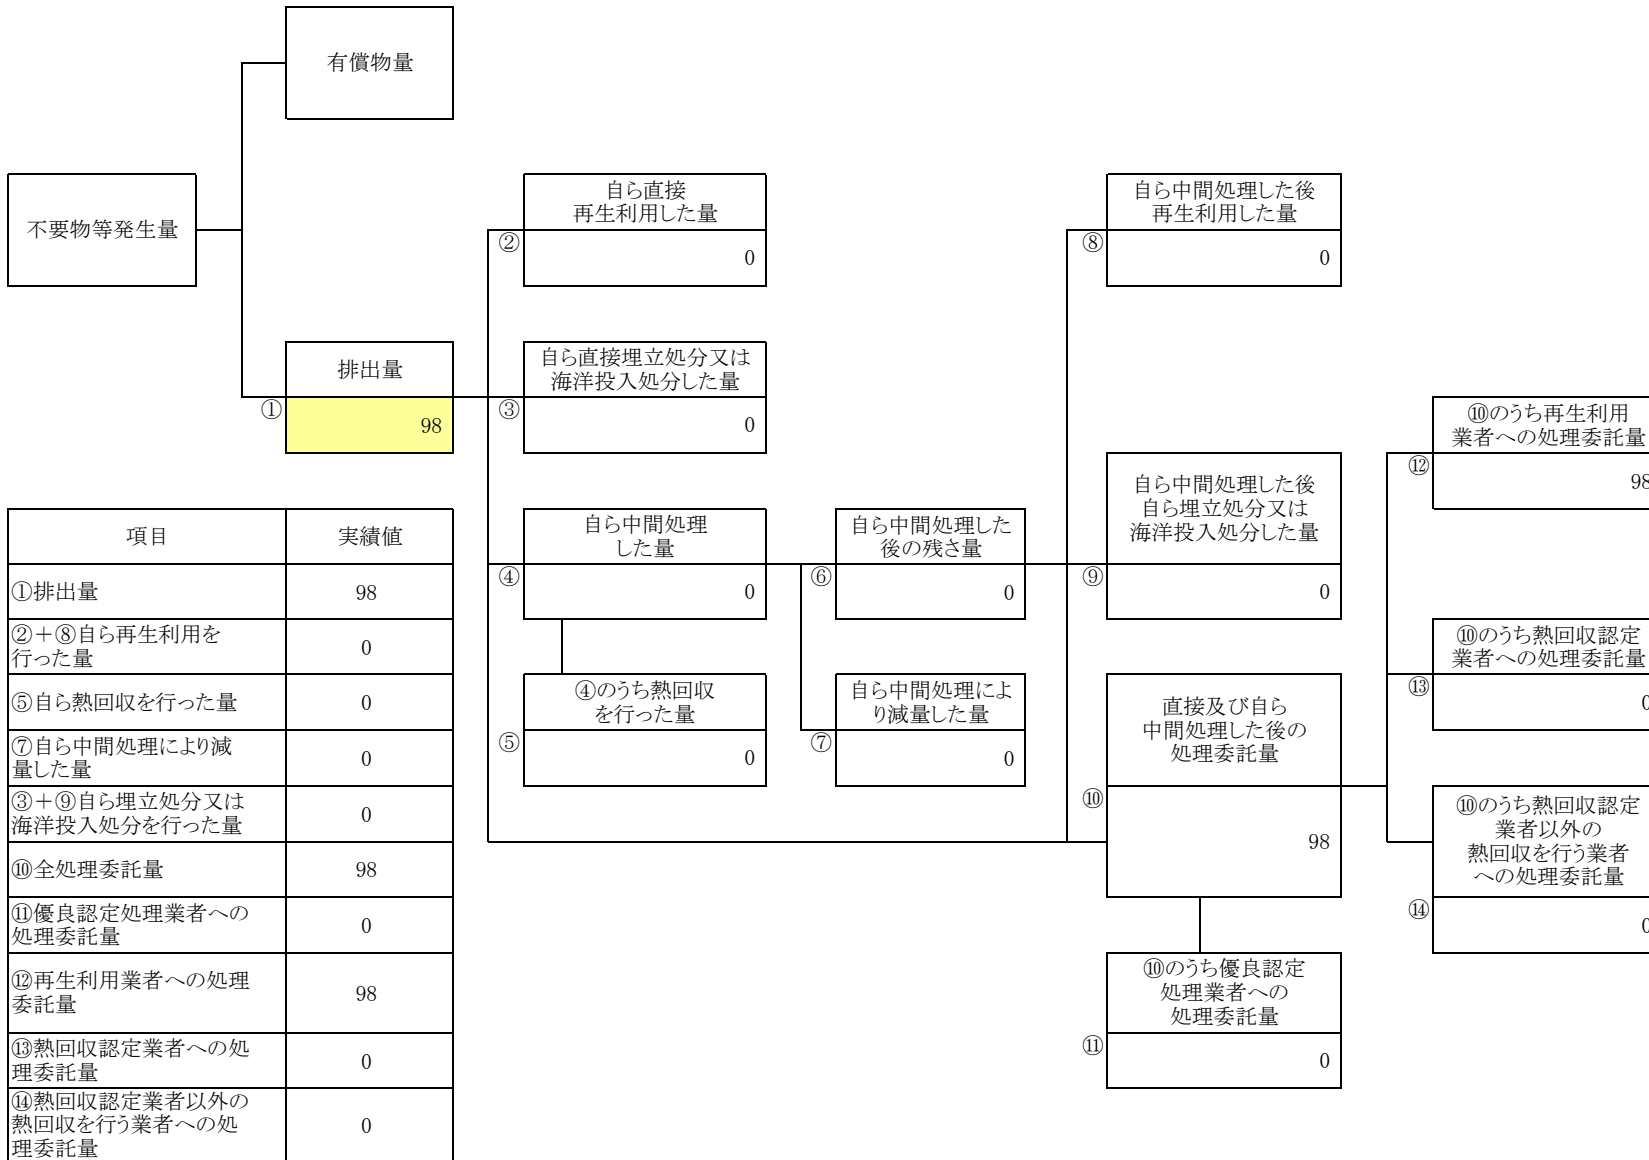 有償物量
不要物等発生量
自ら直接
再生利用した量
②
0
自ら中間処理した後
再生利用した量
⑧
0
排出量
①
98
自ら直接埋立処分又は
海洋投入処分した量
③
0
⑩のうち再生利用
業者への処理委託量
⑫
98
自ら中間処理した後
自ら埋立処分又は
海洋投入処分した量
⑨
0
自ら中間処理
した量
④
0
自ら中間処理した
後の残さ量
⑥
0
⑩のうち熱回収認定
業者への処理委託量
⑬
0
④のうち熱回収
を行った量
⑤
0
自ら中間処理によ
り減量した量
⑦
0
直接及び自ら
中間処理した後の
処理委託量
⑩
98
⑩のうち熱回収認定
業者以外の
熱回収を行う業者
への処理委託量
⑭
0
⑩のうち優良認定
処理業者への
処理委託量
⑪
0
項目 実績値
①排出量 98
②+⑧自ら再生利用を
行った量 0
⑤自ら熱回収を行った量 0
⑦自ら中間処理により減
量した量 0
③+⑨自ら埋立処分又は
海洋投入処分を行った量 0
⑩全処理委託量 98
⑪優良認定処理業者への
処理委託量 0
⑫再生利用業者への処理
委託量 98
⑬熱回収認定業者への処
理委託量 0
⑭熱回収認定業者以外の
熱回収を行う業者への処
理委託量 0